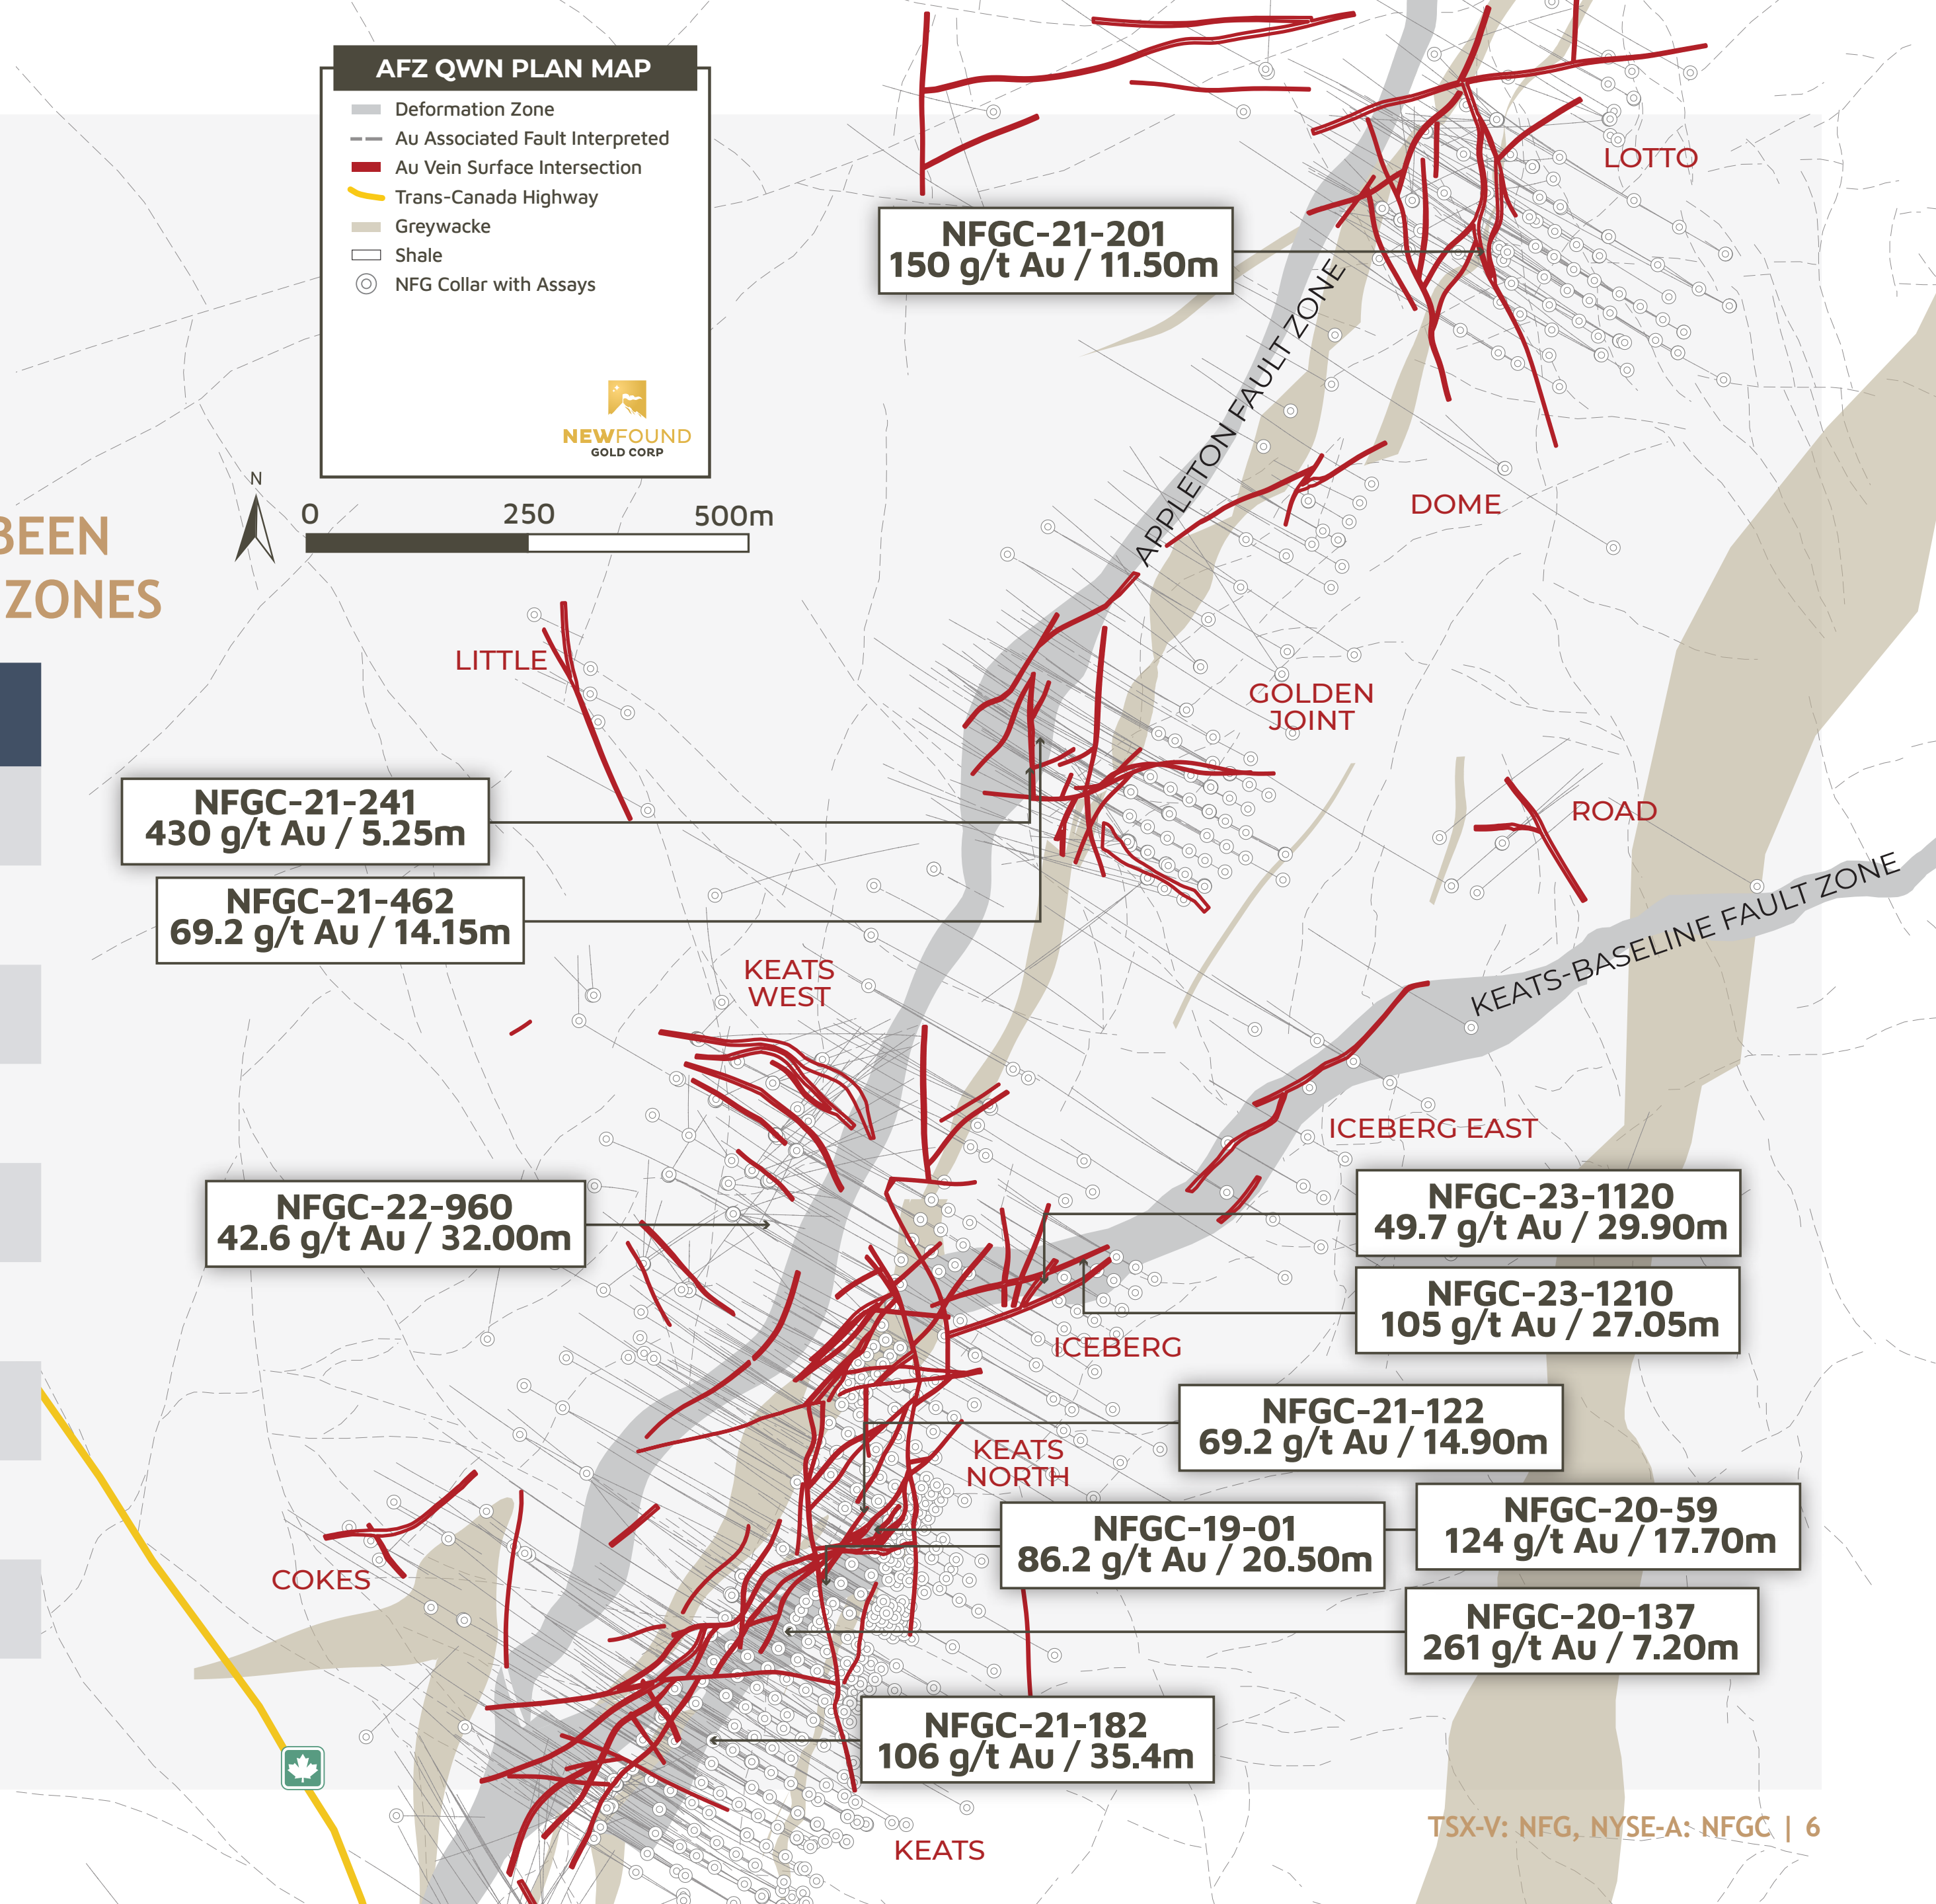 AFZ QWN PLAN MAP
Deformation Zone
Au Associated Fault Interpreted
Au Vein Surface Intersection
Trans-Canada Highway
Greywacke
Shale
NFG Collar with Assays
NEWFOUND
GOLD CORP
N
0 250 500m
BEEN
ZONES
LOTTO
NFGC-21-201
150 g/t Au / 11.50m
APPLETON FAULT ZONE
DOME
LITTLE
GOLDEN
JOINT
NFGC-21-241
430 g/t Au / 5.25m
ROAD
NFGC-21-462
69.2 g/t Au / 14.15m
KEATS-BASELINE FAULT ZONE
KEATS
WEST
ICEBERG EAST
NFGC-22-960
42.6 g/t Au / 32.00m
NFGC-23-1120
49.7 g/t Au / 29.90m
NFGC-23-1210
105 g/t Au / 27.05m
ICEBERG
NFGC-21-122
69.2 g/t Au / 14.90m
KEATS
NORTH
NFGC-19-01
86.2 g/t Au / 20.50m
NFGC-20-59
124 g/t Au / 17.70m
COKES
NFGC-20-137
261 g/t Au / 7.20m
NFGC-21-182
106 g/t Au / 35.4m
KEATS
TSX-V: NFG, NYSE-A: NFGC | 6